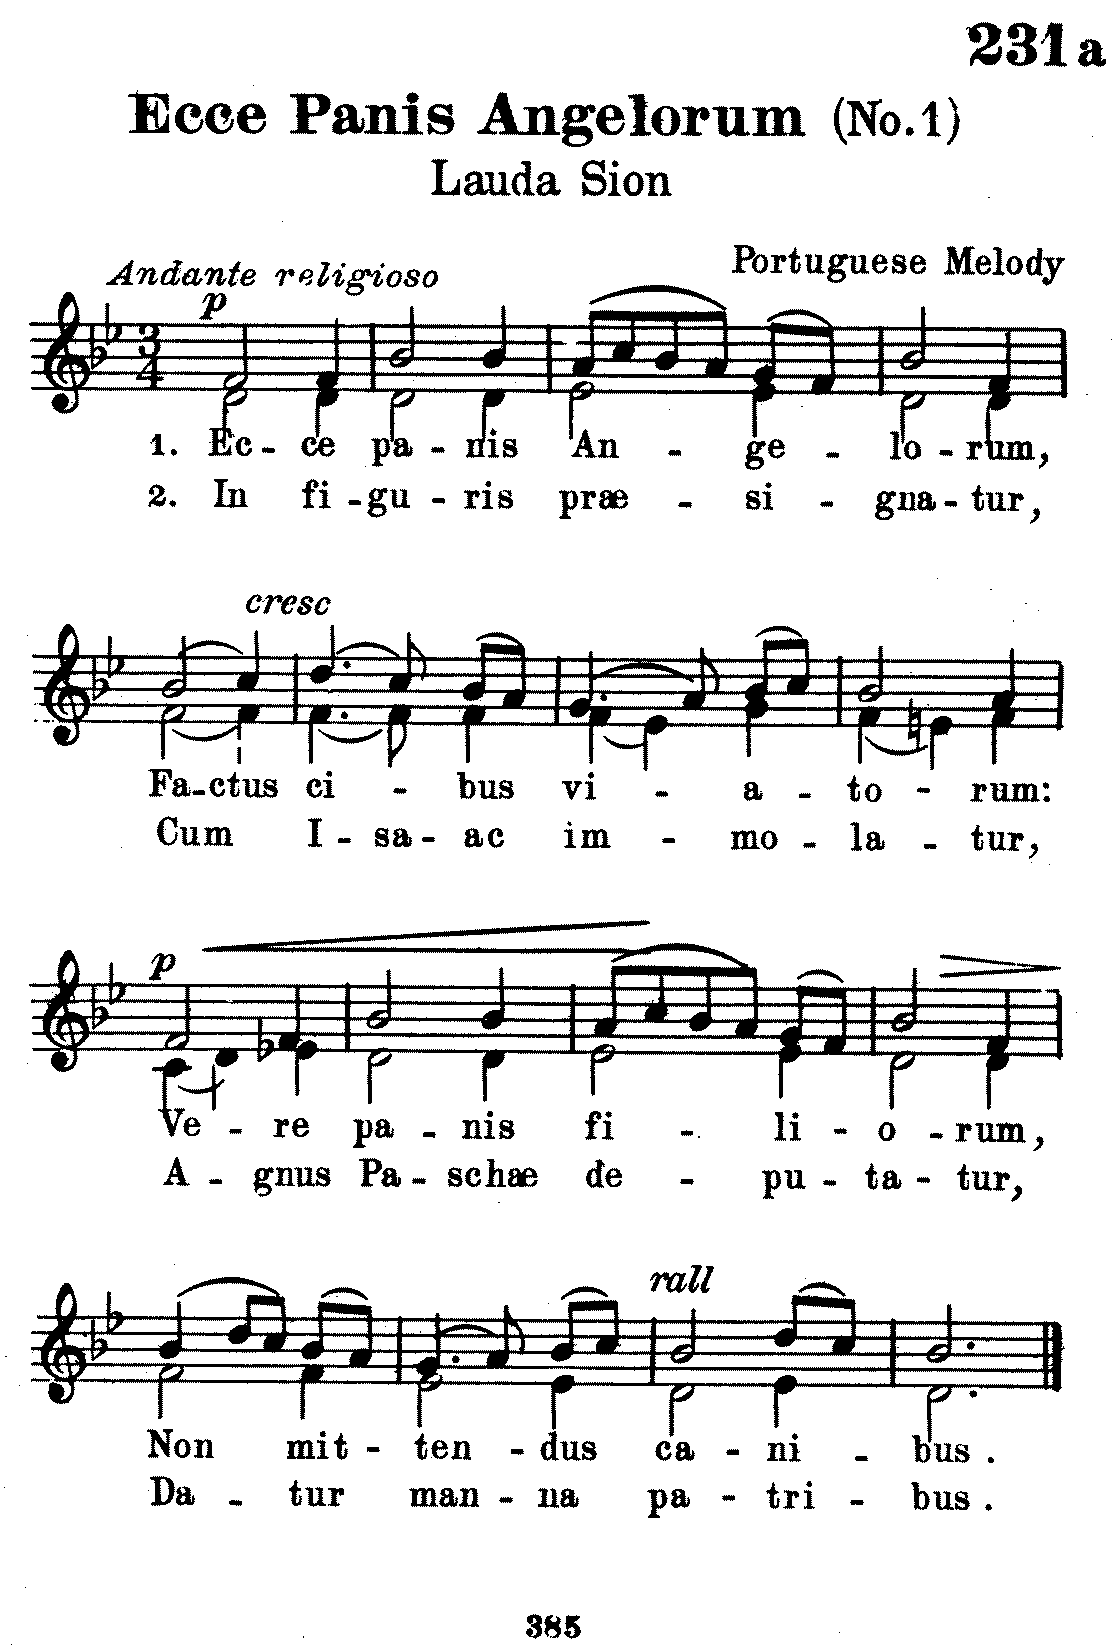 231a
Ecce Panis Angelorum (No. 1)
Lauda Sion
Portuguese Melody
Andante religioso
p
3
4
1. Ec - ce pa - nis An - ge - lo - rum,
2. In fi - gu - ris præ - si - gna - tur,
cresc
Fa - ctus ci - bus vi - a - to - rum:
Cum I - sa - ac im - mo - la - tur,
p
Ve - re pa - nis fi - li - o - rum,
A - gnus Pa - schæ de - pu - ta - tur,
rall
Non mit - ten - dus ca - ni - bus.
Da - tur man - na pa - tri - bus.
385